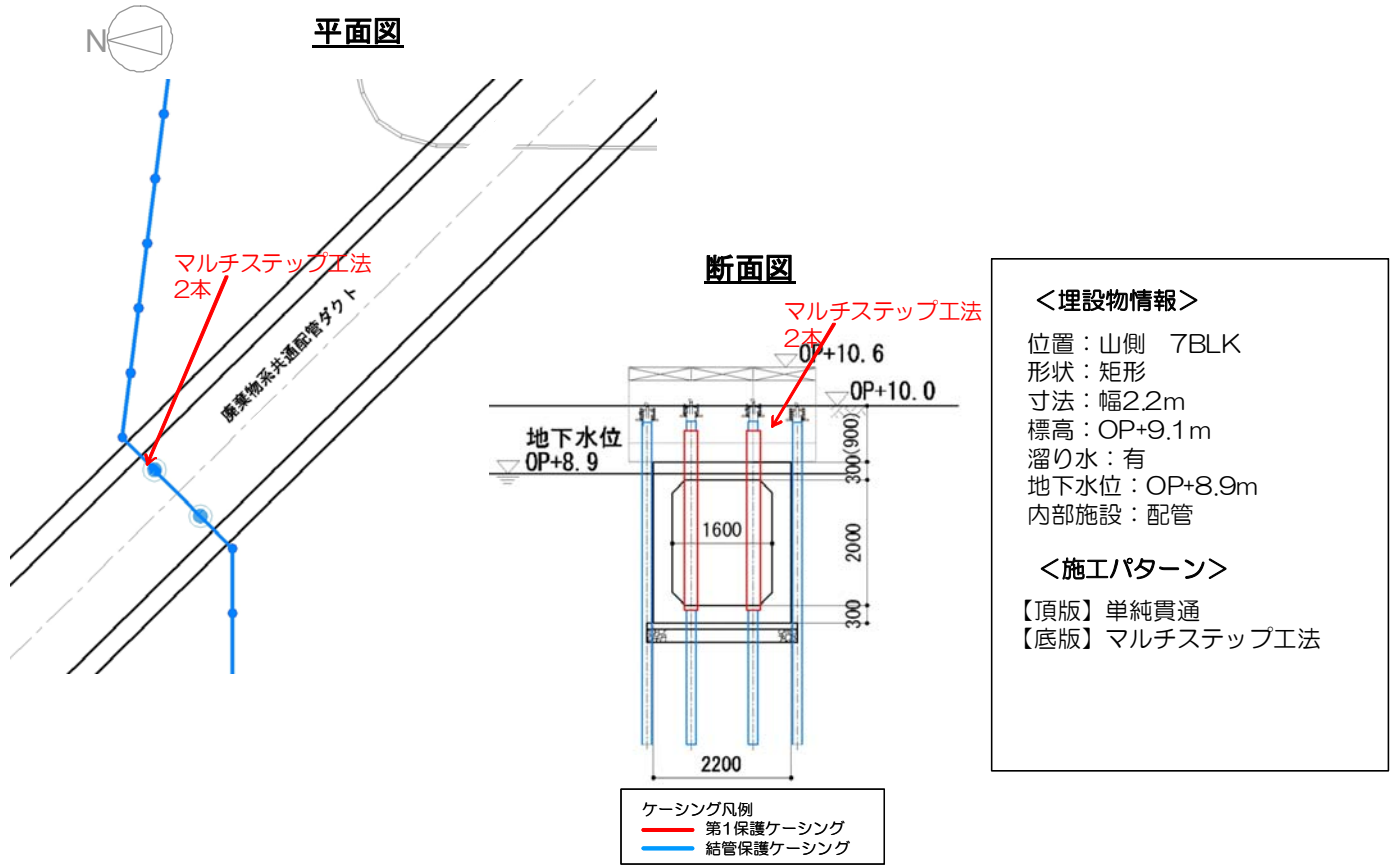 N
平面図
マルチステップ工法
2本
廃棄物系共通配管ダクト
断面図
マルチステップ工法
2本
OP+10.6
OP+10.0
地下水位
OP+8.9
(900)
300
1600
2000
300
2200
ケーシング凡例
第1保護ケーシング
結管保護ケーシング
＜埋設物情報＞
位置：山側　7BLK
形状：矩形
寸法：幅2.2m
標高：OP+9.1m
溜り水：有
地下水位：OP+8.9m
内部施設：配管
＜施工パターン＞
【頂版】単純貫通
【底版】マルチステップ工法